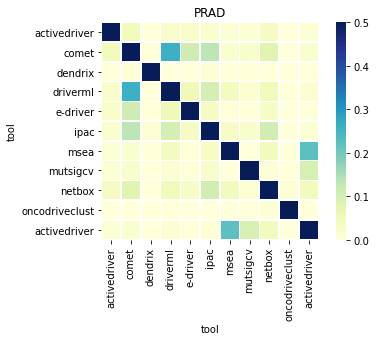 PRAD
activedriver
comet
dendrix
driverml
e-driver
ipac
msea
mutsigcv
netbox
oncodriveclust
activedriver
tool
activedriver
comet
dendrix
driverml
e-driver
ipac
msea
mutsigcv
netbox
oncodriveclust
activedriver
tool
0.5
0.4
0.3
0.2
0.1
0.0